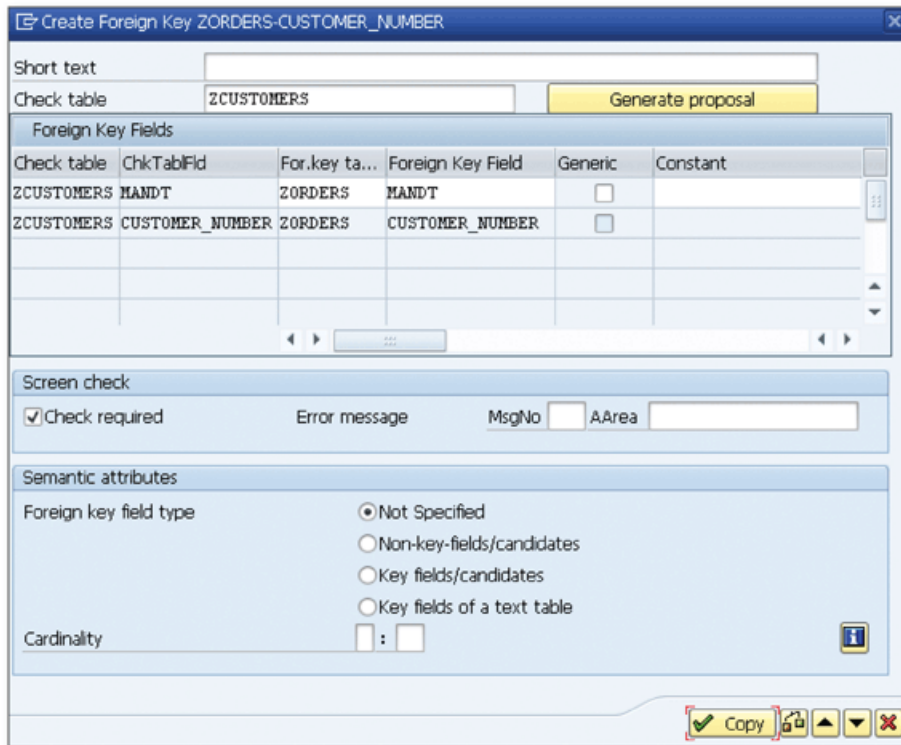 Create Foreign Key ZORDERS-CUSTOMER_NUMBER
Short text
Check table ZCUSTOMERS Generate proposal
Foreign Key Fields
Check table ChkTablFld For.key ta... Foreign Key Field Generic Constant
ZCUSTOMERS MANDT ZORDERS MANDT
ZCUSTOMERS CUSTOMER_NUMBER ZORDERS CUSTOMER_NUMBER
Screen check
Check required Error message MsgNo AArea
Semantic attributes
Foreign key field type Not Specified
Non-key-fields/candidates
Key fields/candidates
Key fields of a text table
Cardinality :
Copy